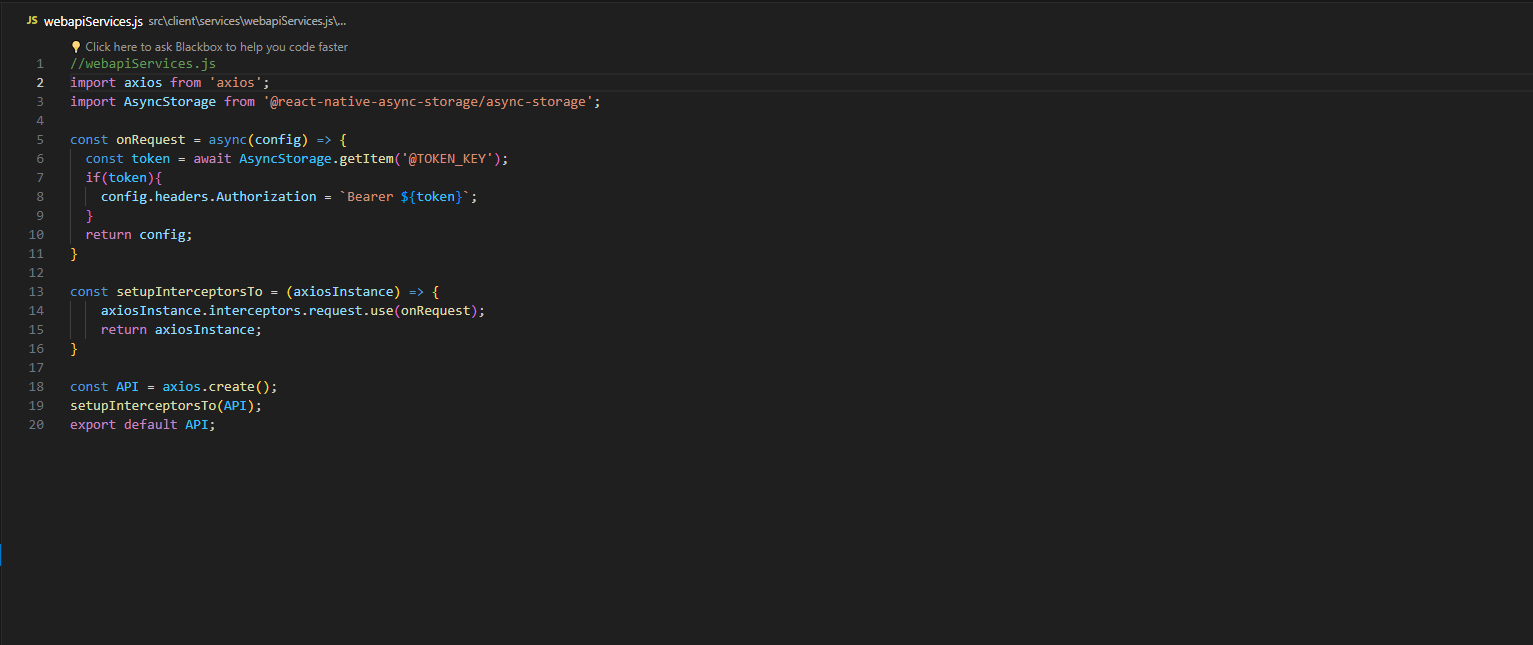 JS webapiServices.js src\client\services\webapiServices.js\...
Click here to ask Blackbox to help you code faster
1 //webapiServices.js
2 import axios from 'axios';
3 import AsyncStorage from '@react-native-async-storage/async-storage';
4
5 const onRequest = async(config) => {
6 const token = await AsyncStorage.getItem('@TOKEN_KEY');
7 if(token){
8 config.headers.Authorization = `Bearer ${token}`;
9 }
10 return config;
11 }
12
13 const setupInterceptorsTo = (axiosInstance) => {
14 axiosInstance.interceptors.request.use(onRequest);
15 return axiosInstance;
16 }
17
18 const API = axios.create();
19 setupInterceptorsTo(API);
20 export default API;